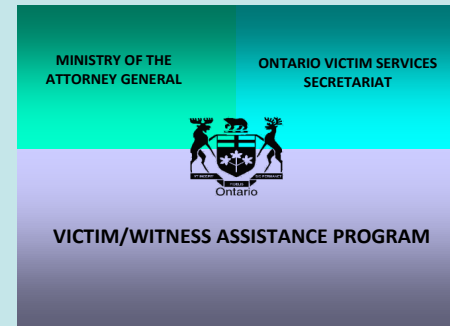 MINISTRY OF THE
ATTORNEY GENERAL
ONTARIO VICTIM SERVICES
SECRETARIAT
Ontario
VICTIM/WITNESS ASSISTANCE PROGRAM